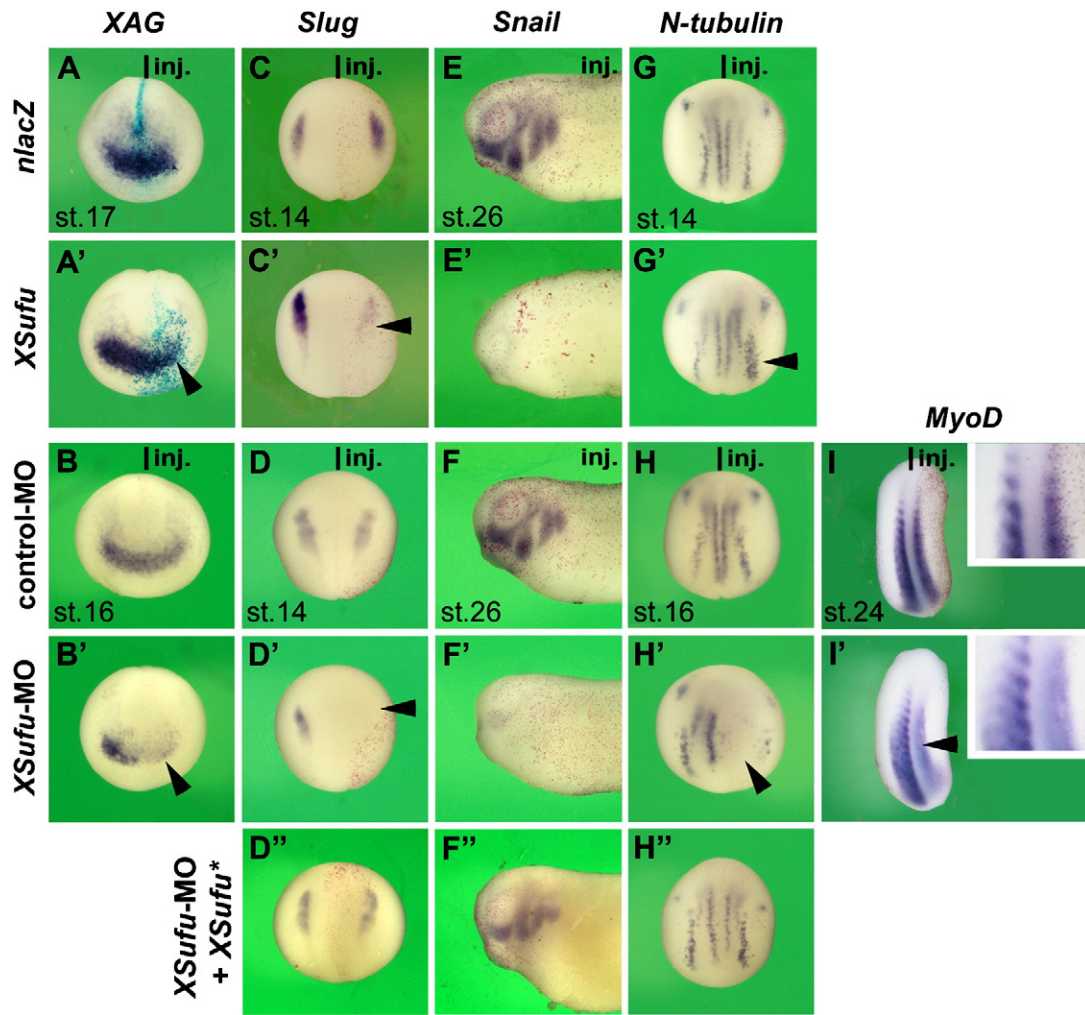 XAG Slug Snail N-tubulin
nlacZ
A inj. C inj. E inj. G inj.
st.17 st.14 st.26 st.14
XSufu
A' C' E' G'
MyoD
control-MO
B inj. D inj. F inj. H inj. I inj.
st.16 st.14 st.26 st.16 st.24
XSufu-MO
B' D' F' H' I'
XSufu-MO
+ XSufu*
D" F" H"